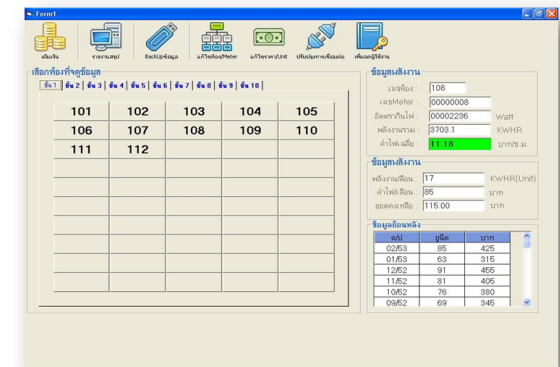 Form1
เติมเงิน
รายงานสรุป
BackUpข้อมูล
แก้ไขห้อง/Meter
แก้ไขราคา/Unit
ปรับปรุงการเชื่อมต่อ
เพิ่มลดผู้ใช้งาน
เลือกห้องที่จะดูข้อมูล
ชั้น 1 ชั้น 2 ชั้น 3 ชั้น 4 ชั้น 5 ชั้น 6 ชั้น 7 ชั้น 8 ชั้น 9 ชั้น 10
101 102 103 104 105
106 107 108 109 110
111 112
ข้อมูลพลังงาน
เลขห้อง : 108
เลขMeter : 00000008
อัตรากินไฟ : 00002236 Watt
พลังงานรวม : 3703.1 KWHR
ค่าไฟเฉลี่ย : 11.18 บาท/ช.ม.
ข้อมูลพลังงาน
พลังงาน/เดือน : 17 KWHR(Unit)
ค่าไฟ/เดือน : 85 บาท
ยอดคงเหลือ : 115.00 บาท
ข้อมูลย้อนหลัง
ด/ป ยูนิต บาท
02/53 85 425
01/53 63 315
12/52 91 455
11/52 81 405
10/52 76 380
09/52 69 345